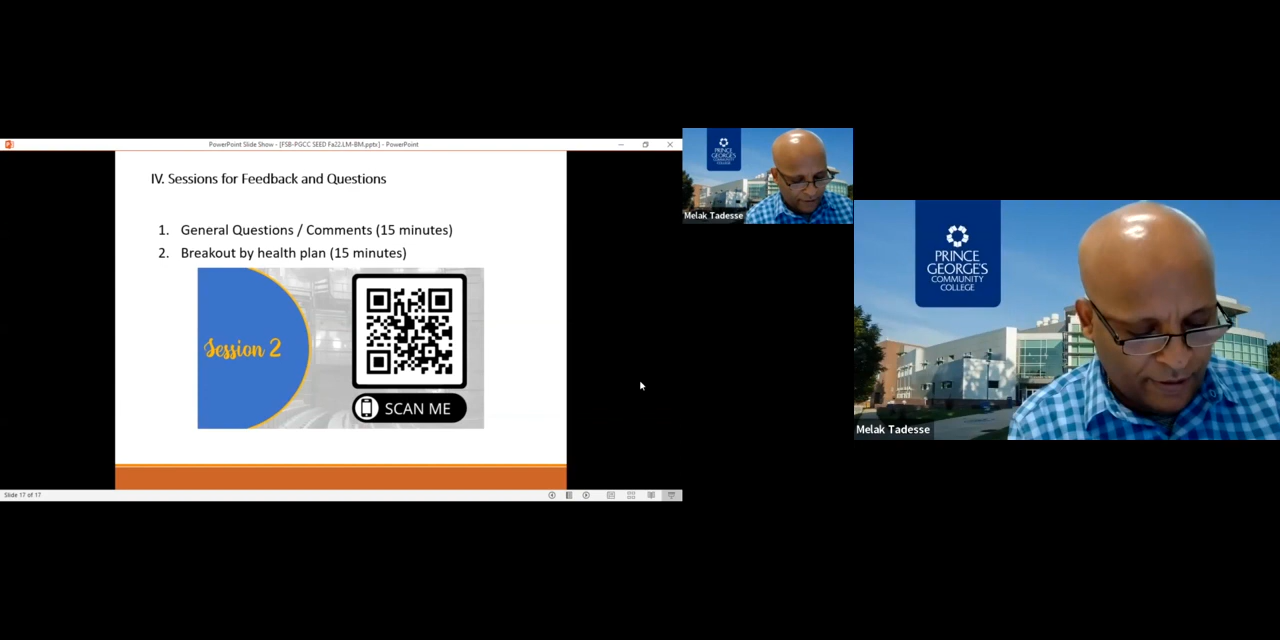 PowerPoint Slide Show - [FSB-PGCC SEED Fa22.LM-BM.pptx] - PowerPoint
IV. Sessions for Feedback and Questions
1. General Questions / Comments (15 minutes)
2. Breakout by health plan (15 minutes)
Session 2
SCAN ME
Slide 17 of 17
PRINCE
GEORGE'S
COMMUNITY
COLLEGE
Melak Tadesse
PRINCE
GEORGE'S
COMMUNITY
COLLEGE
Melak Tadesse